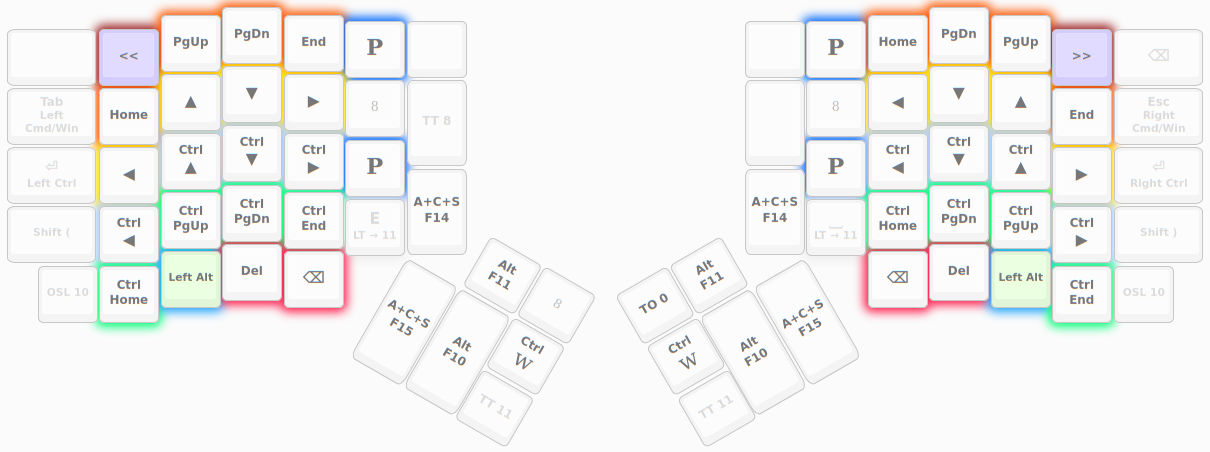 <<
PgUp
PgDn
End
P
Tab
Left
Cmd/Win
Home
▲
▼
▶
8
TT 8
⏎
Left Ctrl
◀
Ctrl
▲
Ctrl
▼
Ctrl
▶
P
A+C+S
F14
Shift (
Ctrl
◀
Ctrl
PgUp
Ctrl
PgDn
Ctrl
End
E
LT → 11
OSL 10
Ctrl
Home
Left Alt
Del
⌫
Alt
F11
8
A+C+S
F15
Alt
F10
Ctrl
W
TT 11
P
Home
PgDn
PgUp
>>
⌫
8
◀
▼
▲
End
Esc
Right
Cmd/Win
P
Ctrl
◀
Ctrl
▼
Ctrl
▲
▶
⏎
Right Ctrl
A+C+S
F14
LT → 11
Ctrl
Home
Ctrl
PgDn
Ctrl
PgUp
Ctrl
▶
Shift )
⌫
Del
Left Alt
Ctrl
End
OSL 10
TO 0
Alt
F11
Ctrl
W
Alt
F10
A+C+S
F15
TT 11